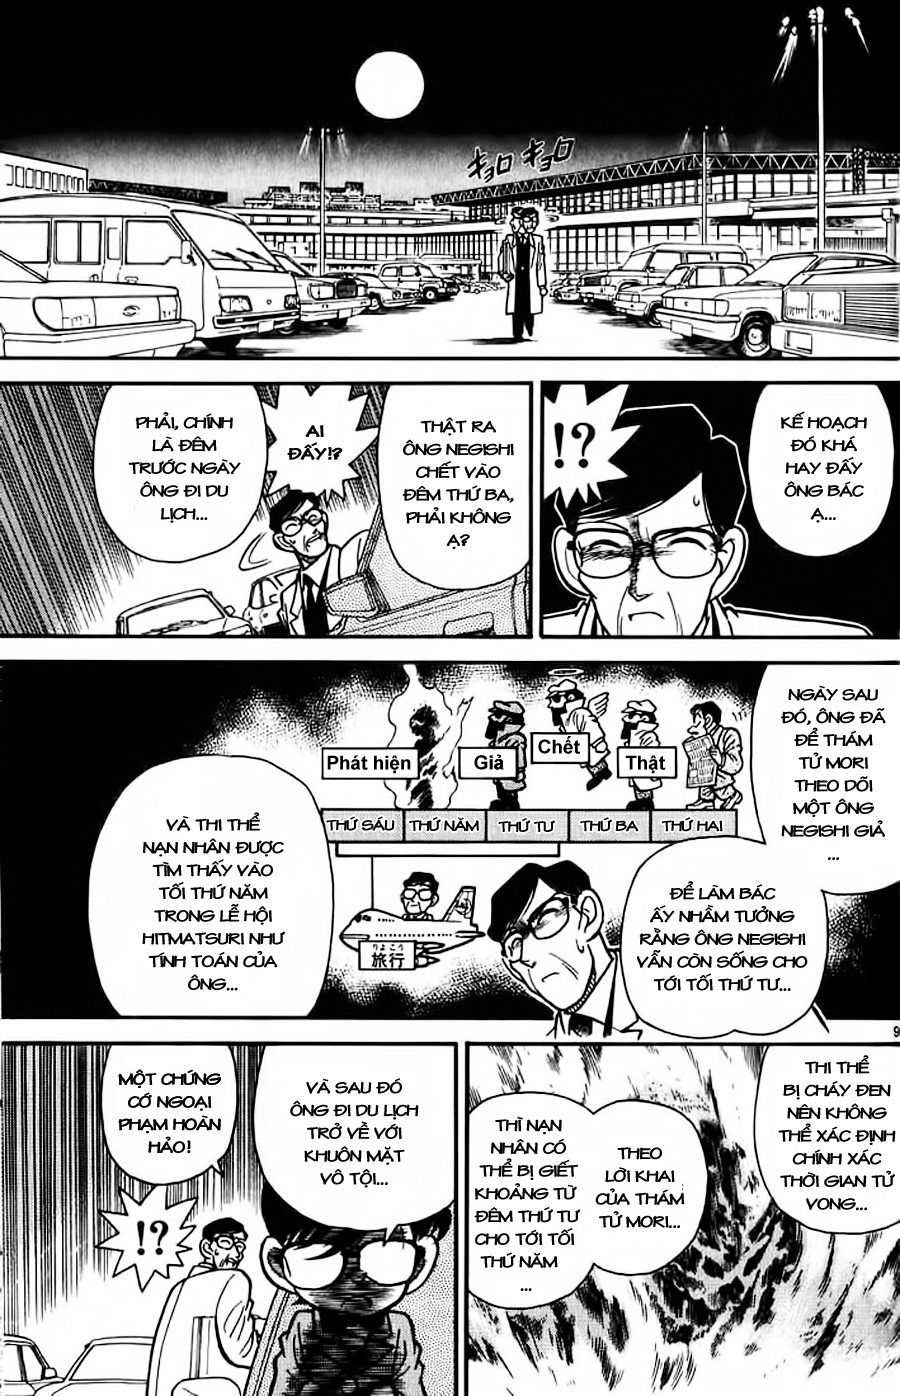 キョロ キョロ
KẾ HOẠCH
ĐÓ KHÁ
HAY ĐẤY
ÔNG BÁC
Ạ...
!?
THẬT RA
ÔNG NEGISHI
CHẾT VÀO
ĐÊM THỨ BA,
PHẢI KHÔNG
Ạ?
AI
ĐẤY!?
PHẢI, CHÍNH
LÀ ĐÊM
TRƯỚC NGÀY
ÔNG ĐI DU
LỊCH...
NGÀY SAU
ĐÓ, ÔNG ĐÃ
ĐỂ THÁM
TỬ MORI
THEO DÕI
MỘT ÔNG
NEGISHI GIẢ
...
Phát hiện
Giả
Chết
Thật
THỨ SÁU
THỨ NĂM
THỨ TƯ
THỨ BA
THỨ HAI
ĐỂ LÀM BÁC
ẤY NHẦM TƯỞNG
RẰNG ÔNG NEGISHI
VẪN CÒN SỐNG CHO
TỚI TỐI THỨ TƯ...
りょこう
旅行
VÀ THI THỂ
NẠN NHÂN ĐƯỢC
TÌM THẤY VÀO
TỐI THỨ NĂM
TRONG LỄ HỘI
HITMATSURI NHƯ
TÍNH TOÁN CỦA
ÔNG...
9
THI THỂ
BỊ CHÁY ĐEN
NÊN KHÔNG
THỂ XÁC ĐỊNH
CHÍNH XÁC
THỜI GIAN TỬ
VONG...
THEO
LỜI KHAI
CỦA THÁM
TỬ MORI...
THÌ NẠN
NHÂN CÓ
THỂ BỊ GIẾT
KHOẢNG TỪ
ĐÊM THỨ TƯ
CHO TỚI TỐI
THỨ NĂM
...
VÀ SAU ĐÓ
ÔNG ĐI DU LỊCH
TRỞ VỀ VỚI
KHUÔN MẶT
VÔ TỘI...
MỘT CHỨNG
CỚ NGOẠI
PHẠM HOÀN
HẢO!
!?